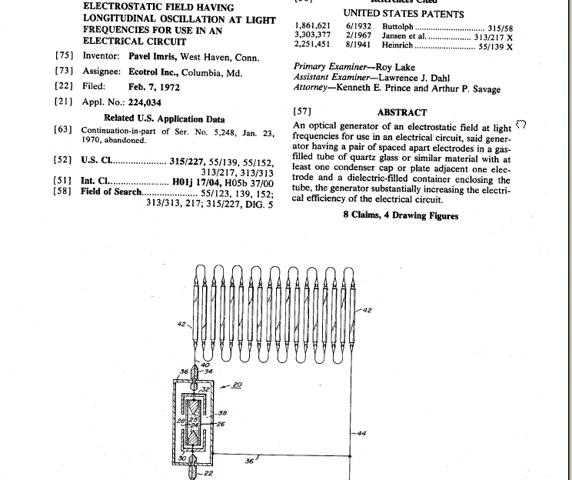 ELECTROSTATIC FIELD HAVING
LONGITUDINAL OSCILLATION AT LIGHT
FREQUENCIES FOR USE IN AN
ELECTRICAL CIRCUIT
[75] Inventor: Pavel Imris, West Haven, Conn.
[73] Assignee: Ecotrol Inc., Columbia, Md.
[22] Filed: Feb. 7, 1972
[21] Appl. No.: 224,034
Related U.S. Application Data
[63] Continuation-in-part of Ser. No. 5,248, Jan. 23,
1970, abandoned.
[52] U.S. Cl. 315/227, 55/139, 55/152,
313/217, 313/313
[51] Int. Cl. H01j 17/04, H05b 37/00
[58] Field of Search 55/123, 139, 152;
313/313, 217; 315/227, DIG. 5
References Cited
UNITED STATES PATENTS
1,861,621 6/1932 Buttolph 315/58
3,303,377 2/1967 Jansen et al. 313/217 X
2,251,451 8/1941 Heinrich 55/139 X
Primary Examiner—Roy Lake
Assistant Examiner—Lawrence J. Dahl
Attorney—Kenneth E. Prince and Arthur P. Savage
[57] ABSTRACT
An optical generator of an electrostatic field at light
frequencies for use in an electrical circuit, said gener-
ator having a pair of spaced apart electrodes in a gas-
filled tube of quartz glass or similar material with at
least one condenser cap or plate adjacent one elec-
trode and a dielectric-filled container enclosing the
tube, the generator substantially increasing the electri-
cal efficiency of the electrical circuit.
8 Claims, 4 Drawing Figures
42
42
40
36
34
32
20
38
26
30
44
36
22